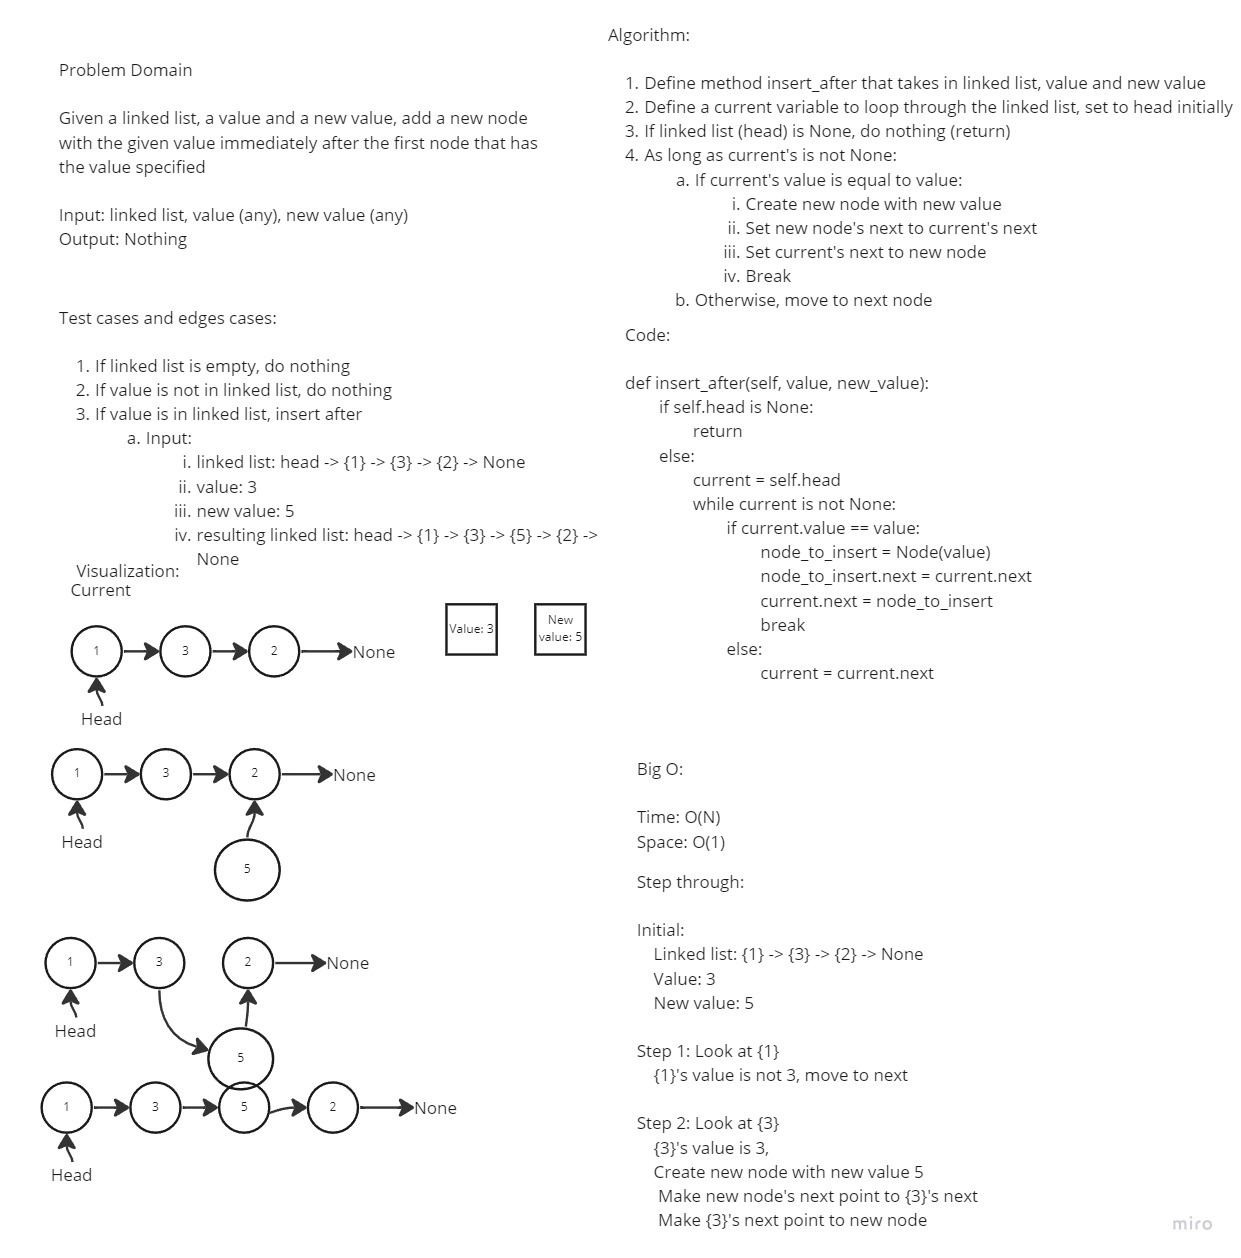 Problem Domain
Given a linked list, a value and a new value, add a new node
with the given value immediately after the first node that has
the value specified
Input: linked list, value (any), new value (any)
Output: Nothing
Test cases and edges cases:
1. If linked list is empty, do nothing
2. If value is not in linked list, do nothing
3. If value is in linked list, insert after
a. Input:
i. linked list: head -> {1} -> {3} -> {2} -> None
ii. value: 3
iii. new value: 5
iv. resulting linked list: head -> {1} -> {3} -> {5} -> {2} ->
None
Visualization:
Current
1
3
2
None
Head
Value: 3
New
value: 5
1
3
2
None
Head
5
1
3
2
None
Head
5
1
3
5
2
None
Head
Algorithm:
1. Define method insert_after that takes in linked list, value and new value
2. Define a current variable to loop through the linked list, set to head initially
3. If linked list (head) is None, do nothing (return)
4. As long as current's is not None:
a. If current's value is equal to value:
i. Create new node with new value
ii. Set new node's next to current's next
iii. Set current's next to new node
iv. Break
b. Otherwise, move to next node
Code:
def insert_after(self, value, new_value):
if self.head is None:
return
else:
current = self.head
while current is not None:
if current.value == value:
node_to_insert = Node(value)
node_to_insert.next = current.next
current.next = node_to_insert
break
else:
current = current.next
Big O:
Time: O(N)
Space: O(1)
Step through:
Initial:
Linked list: {1} -> {3} -> {2} -> None
Value: 3
New value: 5
Step 1: Look at {1}
{1}'s value is not 3, move to next
Step 2: Look at {3}
{3}'s value is 3,
Create new node with new value 5
Make new node's next point to {3}'s next
Make {3}'s next point to new node
miro